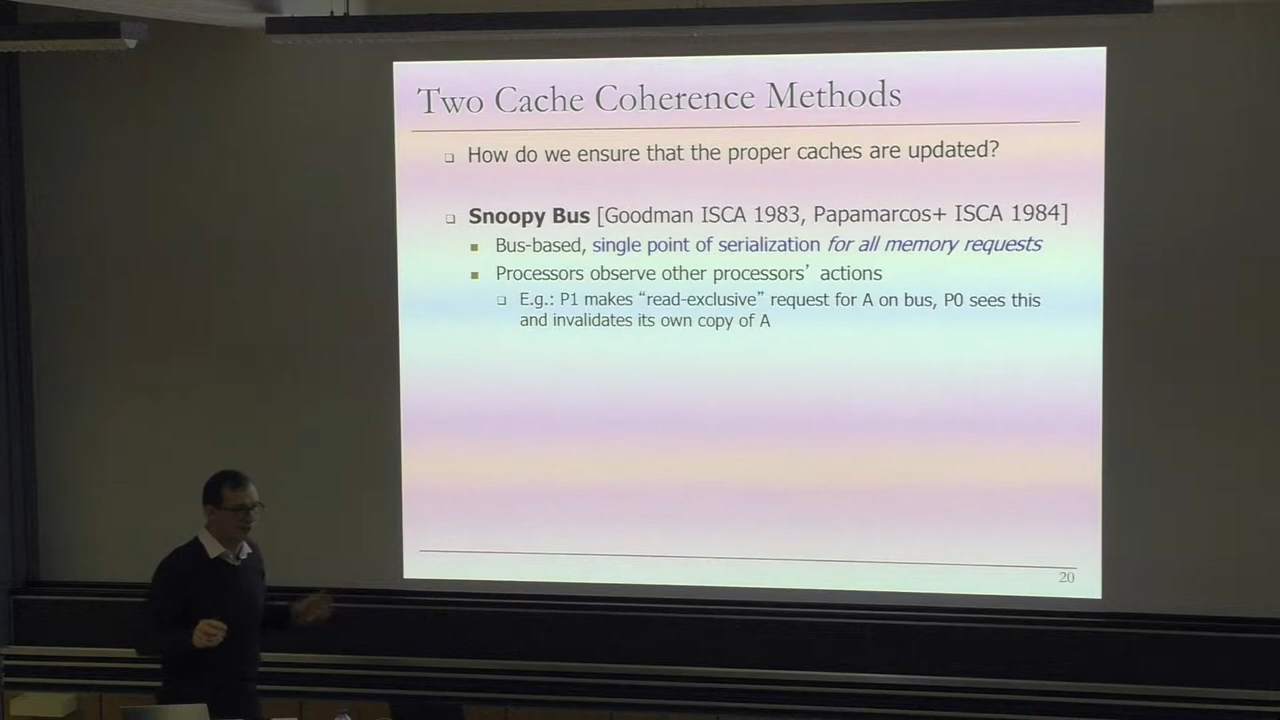 Two Cache Coherence Methods
How do we ensure that the proper caches are updated?
Snoopy Bus [Goodman ISCA 1983, Papamarcos+ ISCA 1984]
Bus-based, single point of serialization for all memory requests
Processors observe other processors' actions
E.g.: P1 makes “read-exclusive” request for A on bus, P0 sees this
and invalidates its own copy of A
20